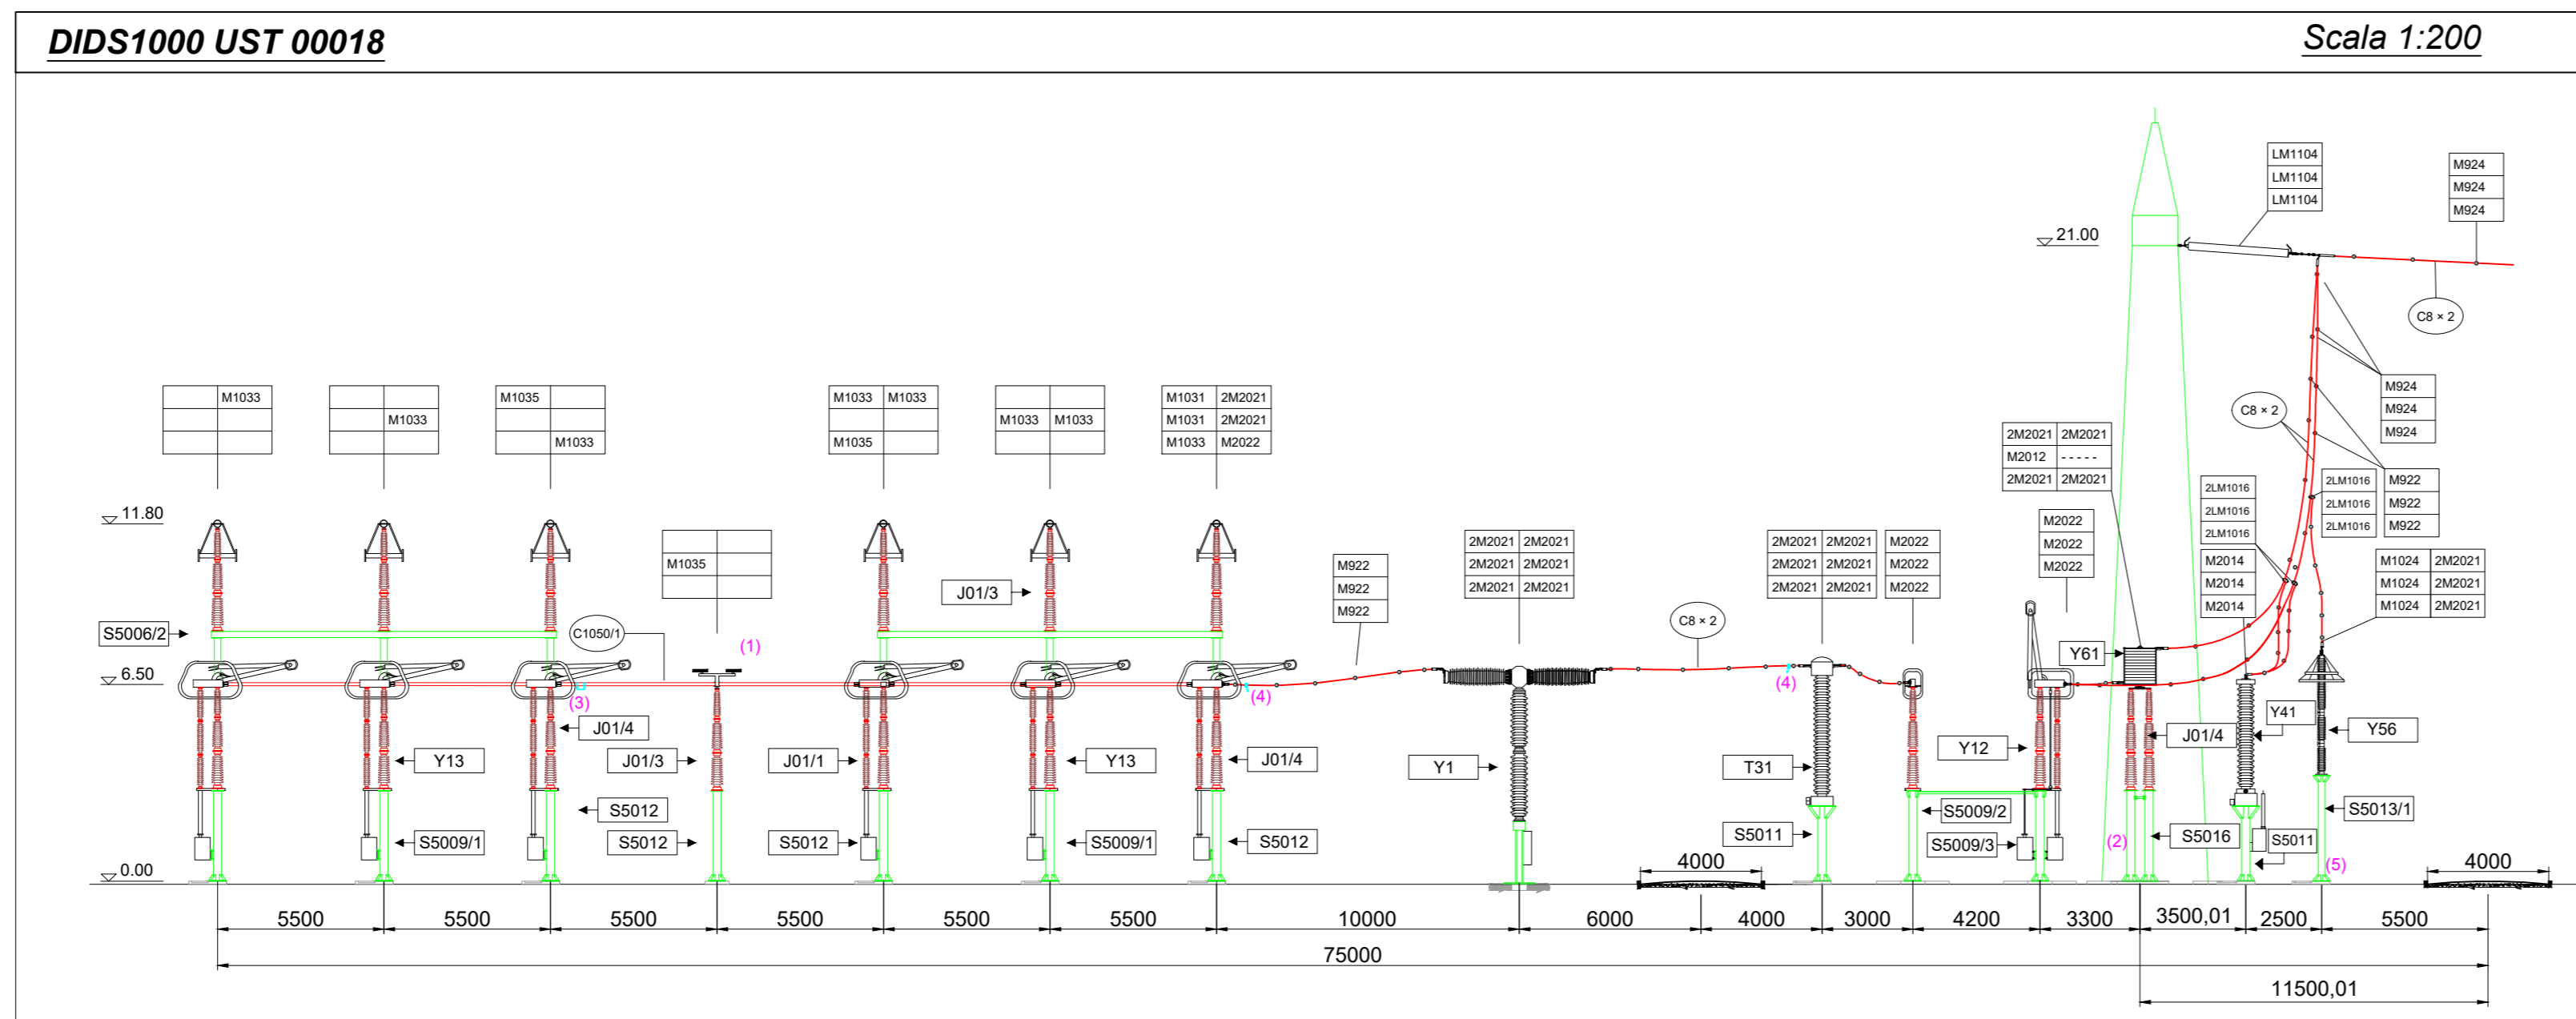 DIDS1000 UST 00018
Scala 1:200
LM1104
LM1104
LM1104
M924
M924
M924
21.00
C8 × 2
M1033
M1033
M1035
M1033
M1033 M1033
M1035
M1033 M1033
M1031 2M2021
M1031 2M2021
M1033 M2022
M924
M924
M924
C8 × 2
2M2021 2M2021
M2012 -----
2M2021 2M2021
2LM1016
2LM1016
2LM1016
2LM1016
2LM1016
2LM1016
M922
M922
M922
11.80
M1035
M922
M922
M922
2M2021 2M2021
2M2021 2M2021
2M2021 2M2021
2M2021 2M2021
2M2021 2M2021
2M2021 2M2021
M2022
M2022
M2022
M2022
M2022
M2022
M2014
M2014
M2014
M1024 2M2021
M1024 2M2021
M1024 2M2021
J01/3
S5006/2
C1050/1
(1)
C8 × 2
Y61
6.50
(3)
(4)
(4)
J01/4
Y13
J01/3
J01/1
Y13
J01/4
Y1
T31
Y12
J01/4
Y41
Y56
S5012
S5009/1
S5012
S5012
S5009/1
S5012
S5011
S5009/2
S5009/3
(2)
S5016
S5011
S5013/1
(5)
0.00
4000
4000
5500 5500 5500 5500 5500 5500 10000 6000 4000 3000 4200 3300 3500,01 2500 5500
75000
11500,01